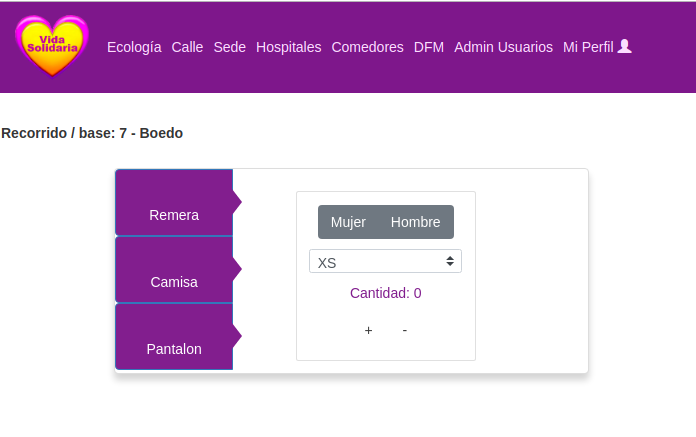 Vida
Solidaria
Ecología Calle Sede Hospitales Comedores DFM Admin Usuarios Mi Perfil
Recorrido / base: 7 - Boedo
Remera
Camisa
Pantalon
Mujer Hombre
XS
Cantidad: 0
+ -